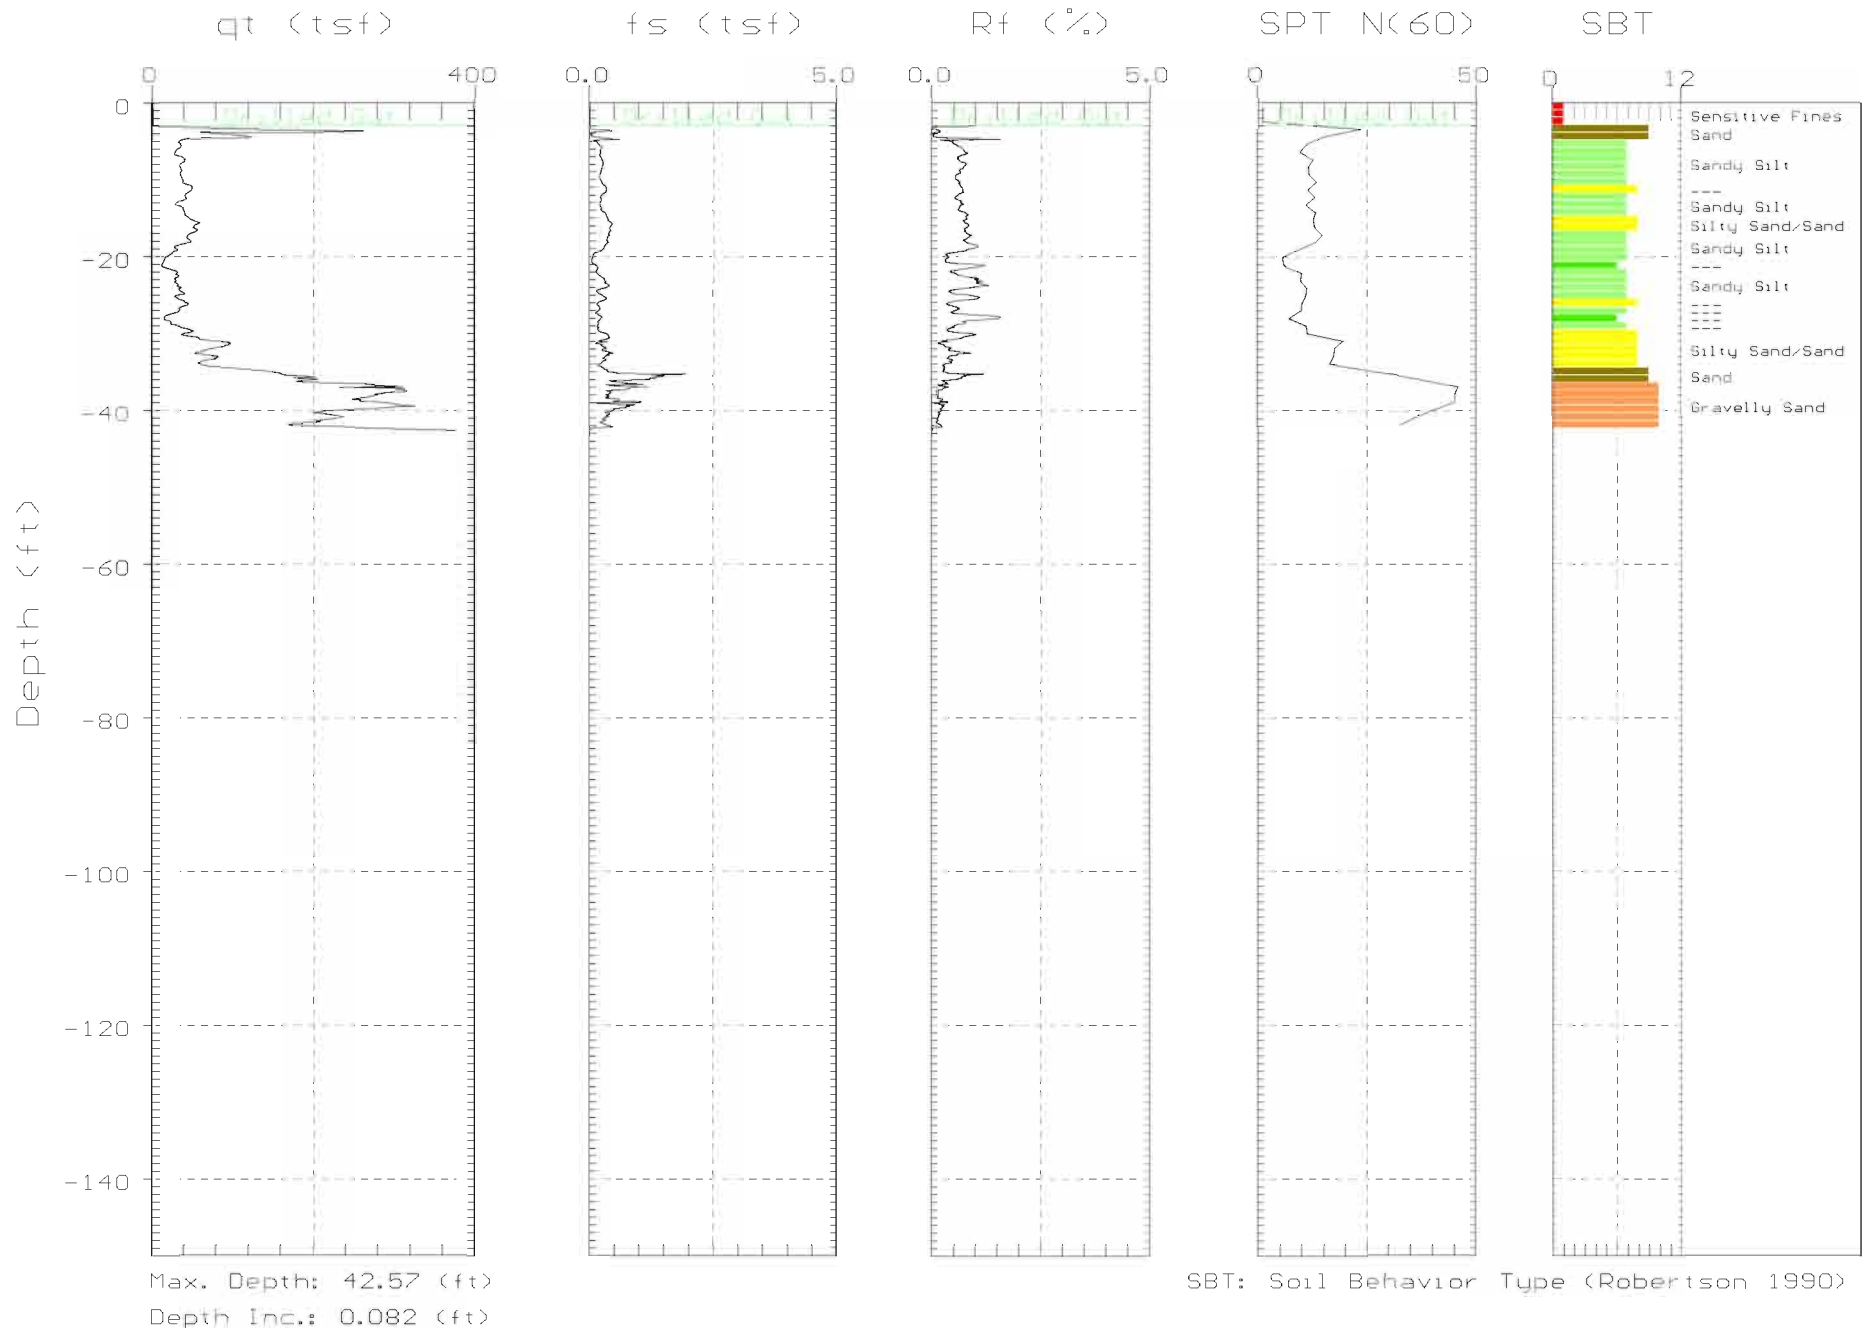 qt (tsf) fs (tsf) Rf (%) SPT N(60) SBT
0 400 0.0 5.0 0.0 5.0 0 50 0 12
0
Sensitive Fines
Sand
Sandy Silt
---
Sandy Silt
Silty Sand/Sand
Sandy Silt
-20
---
Sandy Silt
---
---
---
---
Silty Sand/Sand
Sand
-40
Gravelly Sand
Depth (ft)
-60
-80
-100
-120
-140
Max. Depth: 42.57 (ft)
SBT: Soil Behavior Type (Robertson 1990)
Depth Inc.: 0.082 (ft)